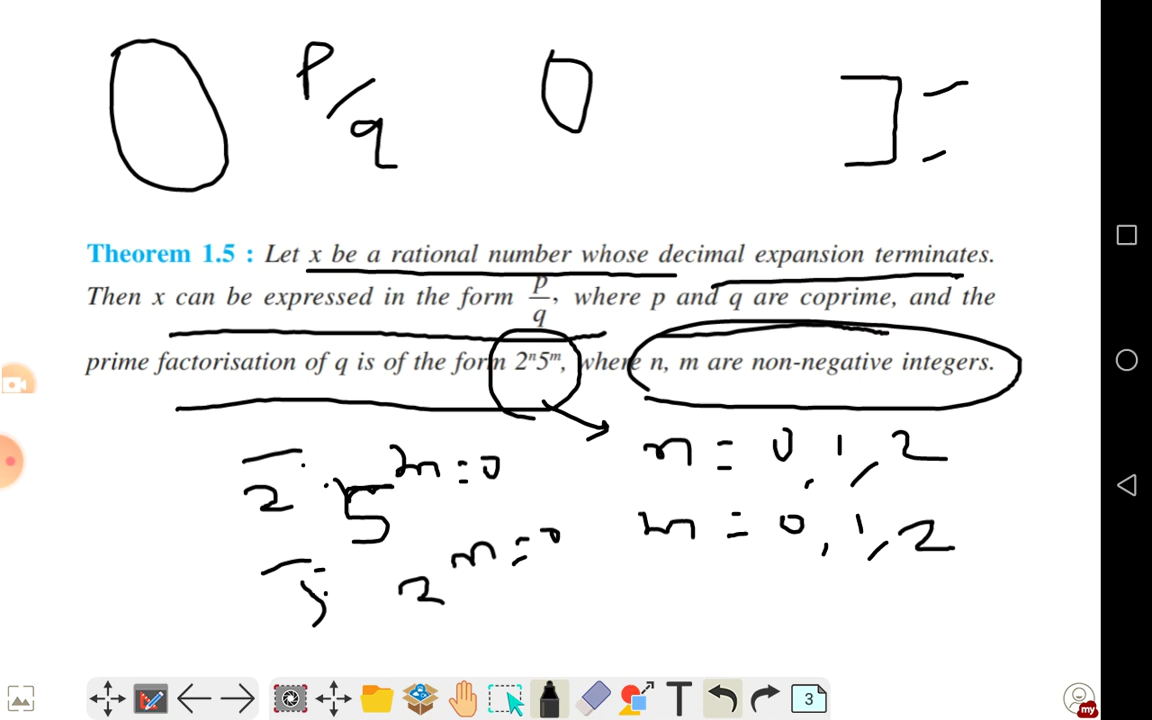 P/q
Theorem 1.5 : Let x be a rational number whose decimal expansion terminates.
Then x can be expressed in the form p/q, where p and q are coprime, and the
prime factorisation of q is of the form 2ⁿ5ᵐ, where n, m are non-negative integers.
2 . 5 m=0
n = 0, 1, 2
m = 0, 1, 2
2 m=0
3
my